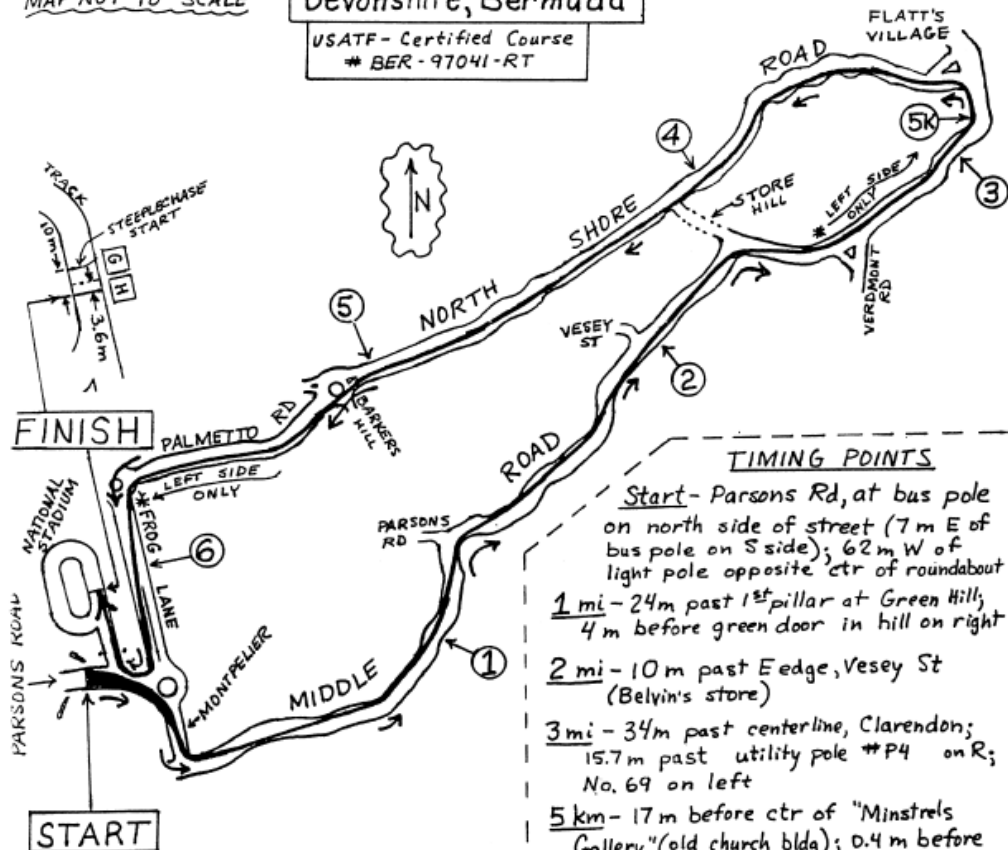 MAP NOT TO SCALE
Devonshire, Bermuda
USATF - Certified Course
# BER - 97041-RT
FLATT'S
VILLAGE
ROAD
5K
4
3
* LEFT SIDE
ONLY
STORE
HILL
VERDMONT
RD
N
SHORE
NORTH
TRACK
STEEPLECHASE
START
10m
G
H
3.6m
5
VESEY
ST
2
BARKERS
HILL
FINISH
PALMETTO RD
LEFT SIDE
ONLY
* FROG
LANE
6
NATIONAL
STADIUM
ROAD
PARSONS
RD
1
MIDDLE
MONTPELIER
PARSONS ROAD
START
TIMING POINTS
Start - Parsons Rd, at bus pole
on north side of street (7 m E of
bus pole on S side); 62 m W of
light pole opposite ctr of roundabout
1 mi - 24m past 1st pillar at Green Hill;
4 m before green door in hill on right
2 mi - 10 m past E edge, Vesey St
(Belvin's store)
3 mi - 34m past centerline, Clarendon;
15.7m past utility pole #P4 on R;
No. 69 on left
5 km - 17 m before ctr of "Minstrels
Gallery" (old church bldg); 0.4 m before